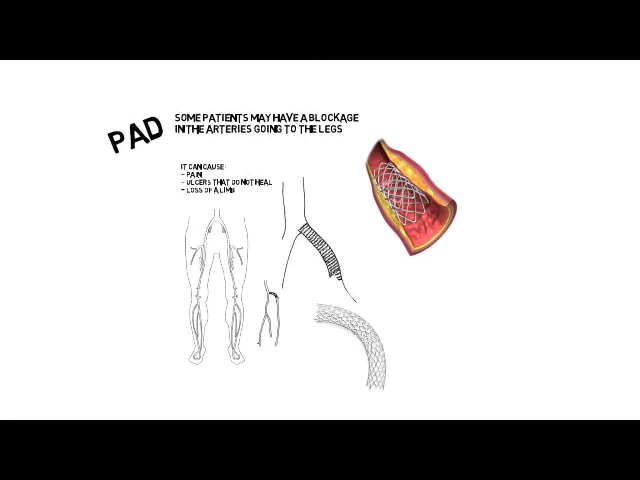 PAD
SOME PATIENTS MAY HAVE A BLOCKAGE
IN THE ARTERIES GOING TO THE LEGS
IT CAN CAUSE:
- PAIN
- ULCERS THAT DO NOT HEAL
- LOSS OF A LIMB